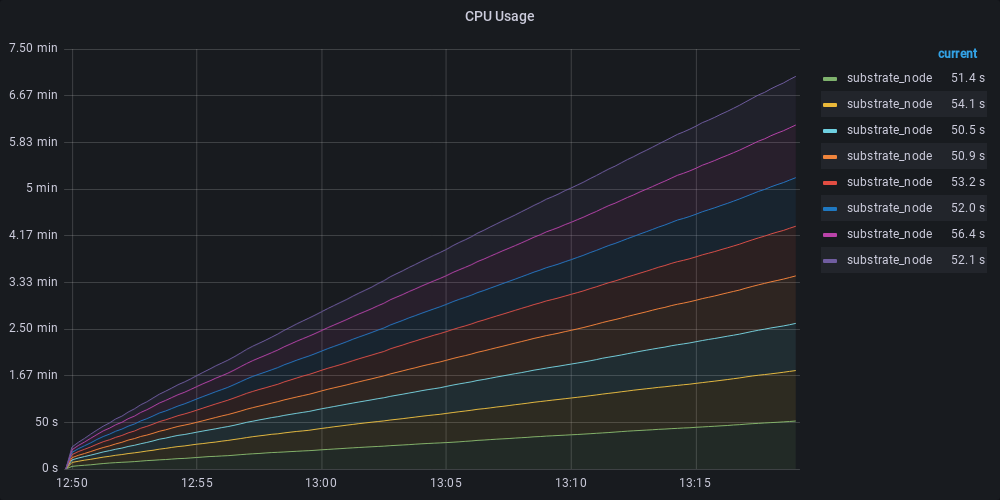 CPU Usage
7.50 min
6.67 min
5.83 min
5 min
4.17 min
3.33 min
2.50 min
1.67 min
50 s
0 s
12:50 12:55 13:00 13:05 13:10 13:15
current
substrate_node 51.4 s
substrate_node 54.1 s
substrate_node 50.5 s
substrate_node 50.9 s
substrate_node 53.2 s
substrate_node 52.0 s
substrate_node 56.4 s
substrate_node 52.1 s